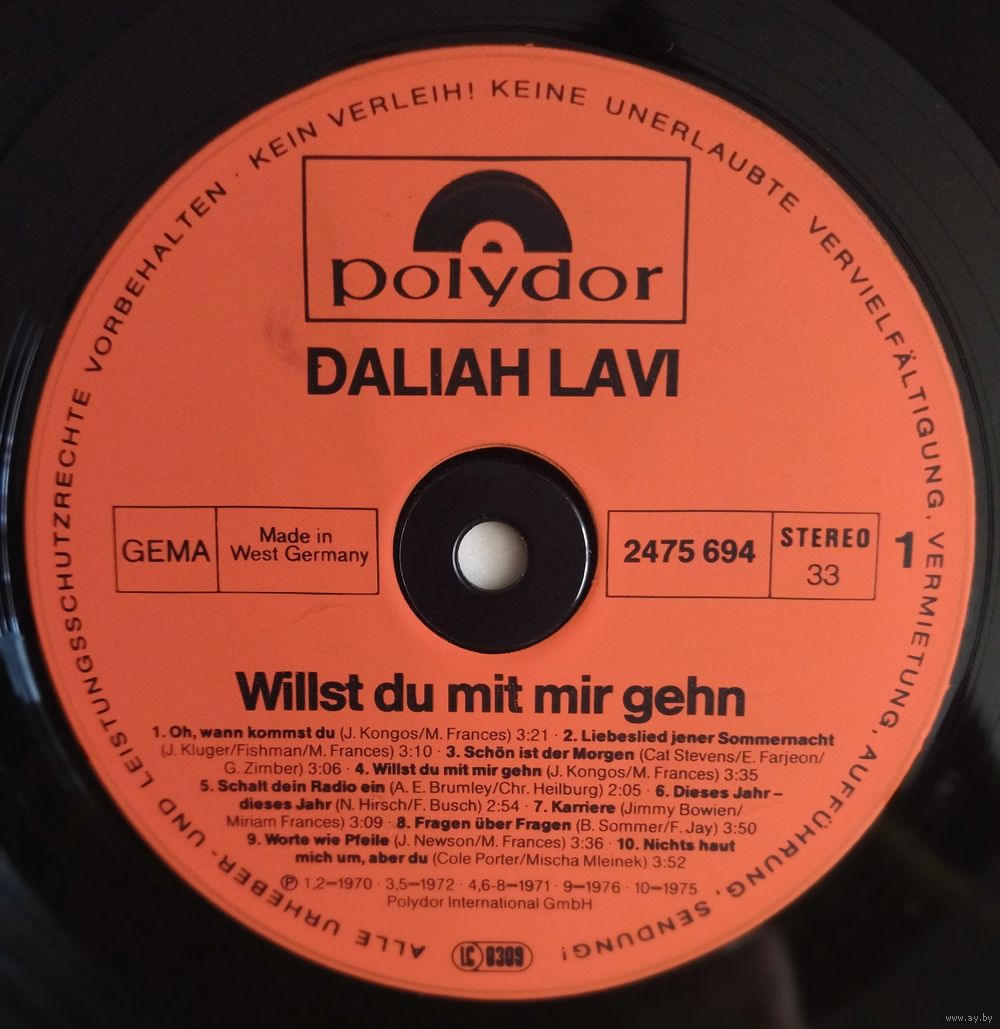 ALLE URHEBER- UND LEISTUNGSSCHUTZRECHTE VORBEHALTEN · KEIN VERLEIH! KEINE UNERLAUBTE VERVIELFÄLTIGUNG, VERMIETUNG, AUFFÜHRUNG, SENDUNG!
polydor
DALIAH LAVI
GEMA
Made in
West Germany
2475 694
STEREO
33
1
Willst du mit mir gehn
1. Oh, wann kommst du (J. Kongos/M. Frances) 3:21 · 2. Liebeslied jener Sommernacht
(J. Kluger/Fishman/M. Frances) 3:10 · 3. Schön ist der Morgen (Cat Stevens/E. Farjeon/
G. Zimber) 3:06 · 4. Willst du mit mir gehn (J. Kongos/M. Frances) 3:35
5. Schalt dein Radio ein (A. E. Brumley/Chr. Heilburg) 2:05 · 6. Dieses Jahr –
dieses Jahr (N. Hirsch/F. Busch) 2:54 · 7. Karriere (Jimmy Bowien/
Miriam Frances) 3:09 · 8. Fragen über Fragen (B. Sommer/F. Jay) 3:50
9. Worte wie Pfeile (J. Newson/M. Frances) 3:36 · 10. Nichts haut
mich um, aber du (Cole Porter/Mischa Mleinek) 3:52
℗ 1,2–1970 · 3,5–1972 · 4,6-8–1971 · 9–1976 · 10–1975
Polydor International GmbH
LC 0309
www.ay.by